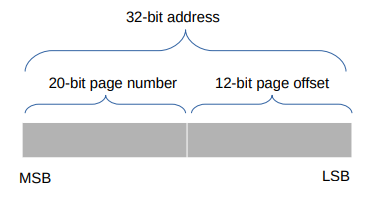 32-bit address
20-bit page number
12-bit page offset
MSB
LSB